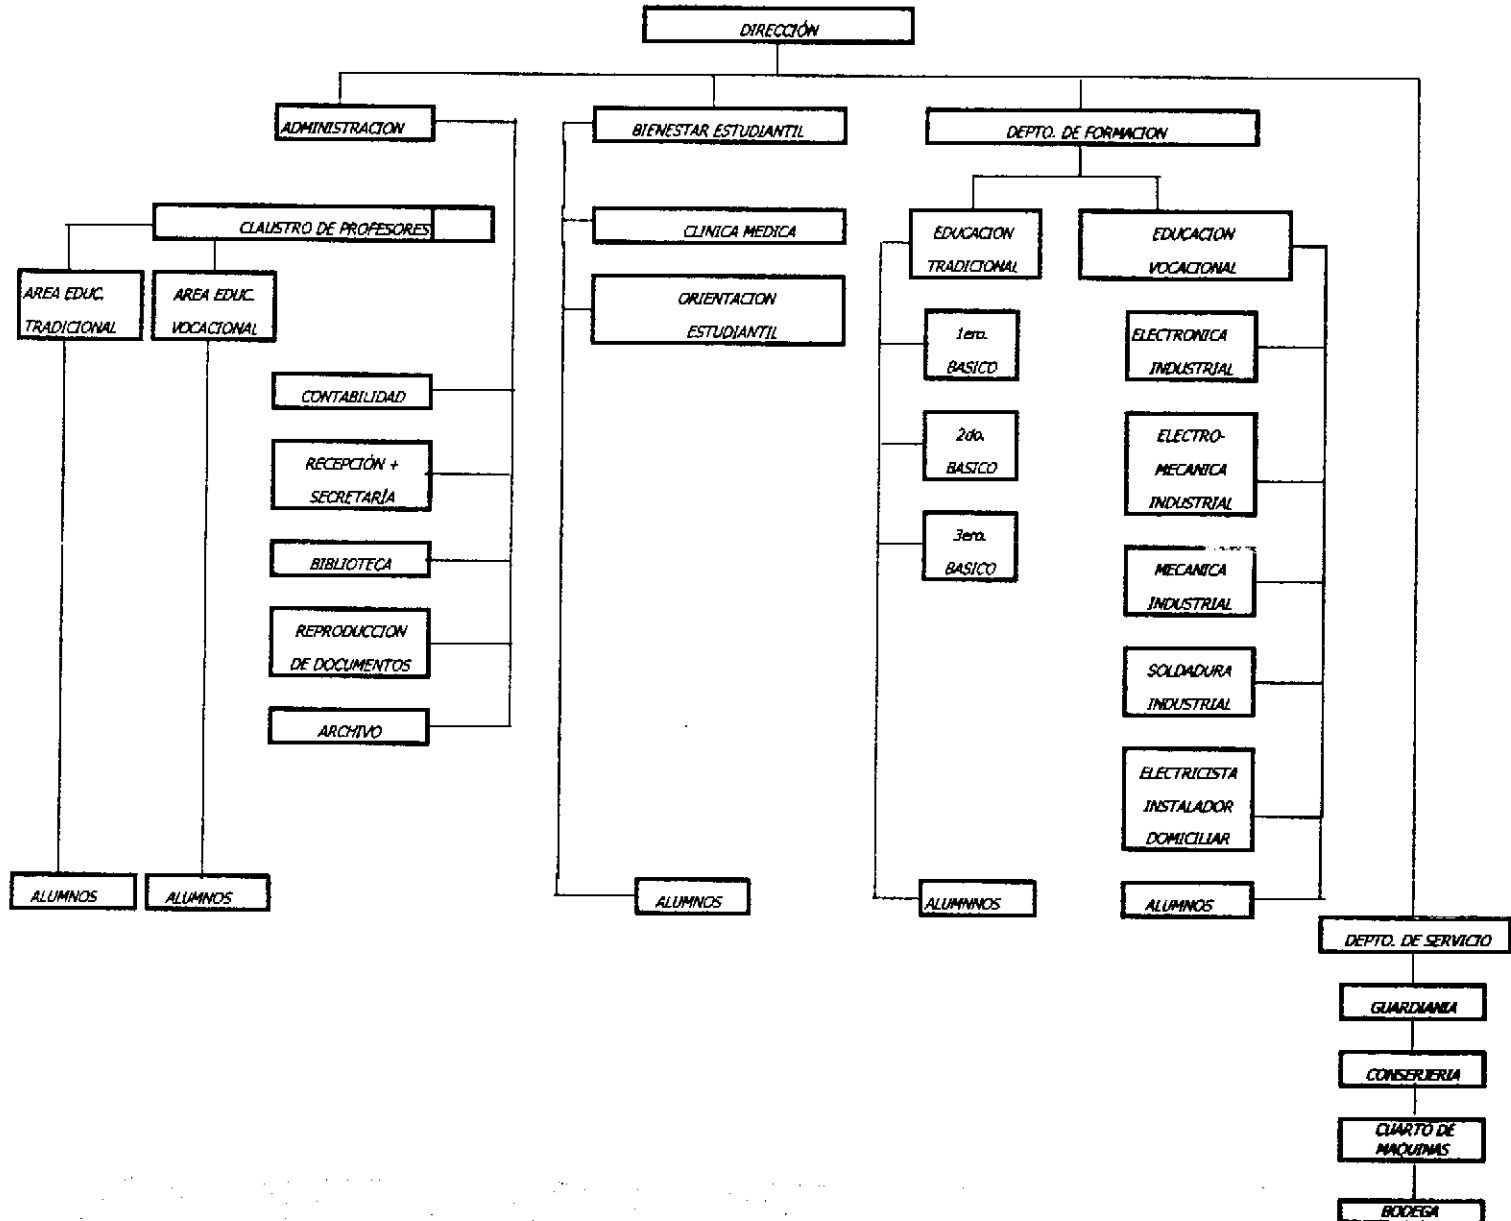 DIRECCIÓN
ADMINISTRACION
BIENESTAR ESTUDIANTIL
DEPTO. DE FORMACION
CLAUSTRO DE PROFESORES
AREA EDUC.
TRADICIONAL
AREA EDUC.
VOCACIONAL
CONTABILIDAD
RECEPCIÓN +
SECRETARÍA
BIBLIOTECA
REPRODUCCION
DE DOCUMENTOS
ARCHIVO
ALUMNOS
ALUMNOS
CLINICA MEDICA
ORIENTACION
ESTUDIANTIL
ALUMNOS
EDUCACION
TRADICIONAL
1ero.
BASICO
2do.
BASICO
3ero.
BASICO
ALUMNNOS
EDUCACION
VOCACIONAL
ELECTRONICA
INDUSTRIAL
ELECTRO-
MECANICA
INDUSTRIAL
MECANICA
INDUSTRIAL
SOLDADURA
INDUSTRIAL
ELECTRICISTA
INSTALADOR
DOMICILIAR
ALUMNOS
DEPTO. DE SERVICIO
GUARDIANIA
CONSERJERIA
CUARTO DE
MAQUINAS
BODEGA